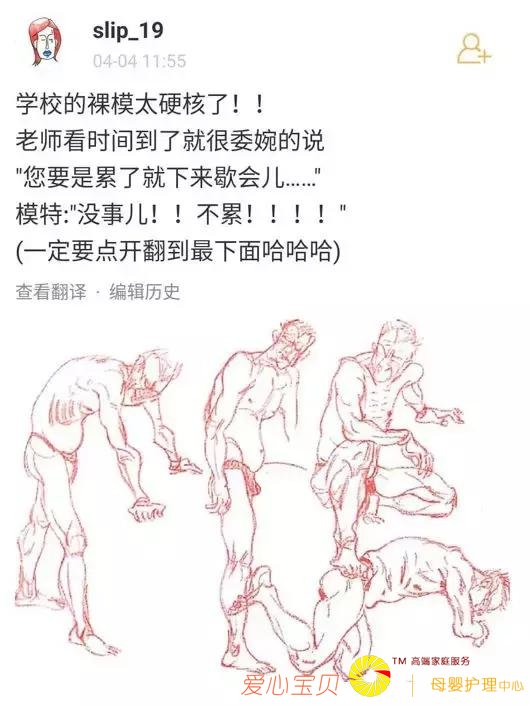 slip_19
04-04 11:55
学校的裸模太硬核了！！
老师看时间到了就很委婉的说
"您要是累了就下来歇会儿……"
模特:"没事儿！！不累！！！！"
(一定要点开翻到最下面哈哈哈)
查看翻译 · 编辑历史
TM 高端家庭服务
爱心宝贝
母婴护理中心